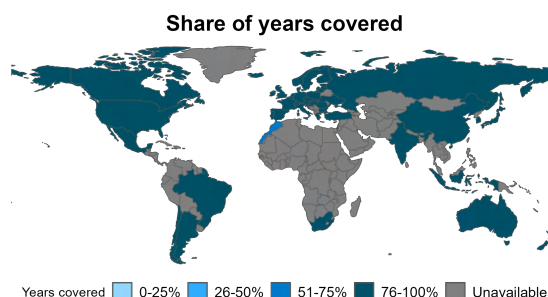 Share of years covered
Years covered 0-25% 26-50% 51-75% 76-100% Unavailable